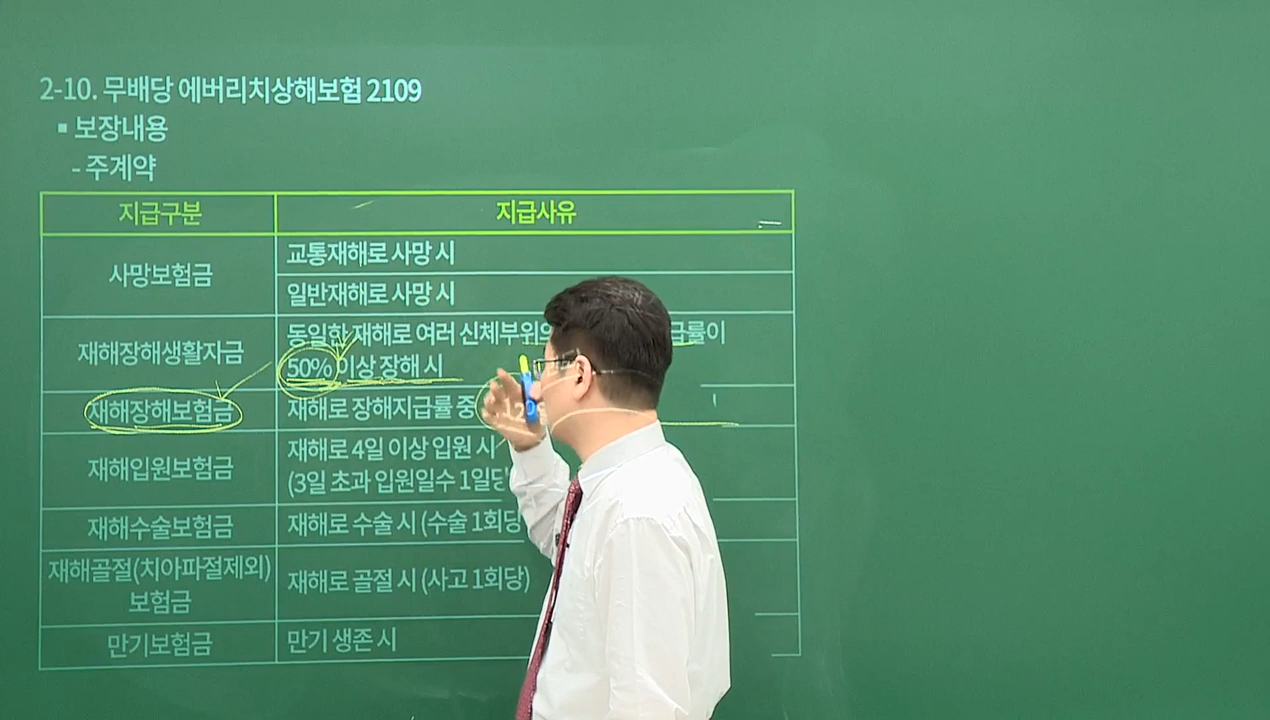 2-10. 무배당 에버리치상해보험 2109
▪ 보장내용
- 주계약
지급구분
지급사유
사망보험금
교통재해로 사망 시
일반재해로 사망 시
재해장해생활자금
동일한 재해로 여러 신체부위의 급률이
50% 이상 장해 시
재해장해보험금
재해로 장해지급률 중
재해입원보험금
재해로 4일 이상 입원 시
(3일 초과 입원일수 1일당
재해수술보험금
재해로 수술 시 (수술 1회당
재해골절(치아파절제외)
보험금
재해로 골절 시 (사고 1회당)
만기보험금
만기 생존 시